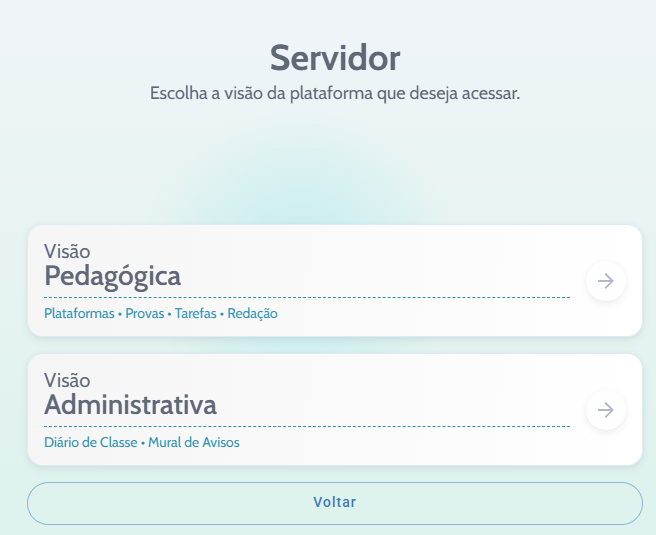 Servidor
Escolha a visão da plataforma que deseja acessar.
Visão
Pedagógica
Plataformas • Provas • Tarefas • Redação
Visão
Administrativa
Diário de Classe • Mural de Avisos
Voltar